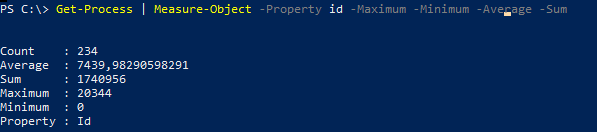 PS C:\> Get-Process | Measure-Object -Property id -Maximum -Minimum -Average -Sum
Count    : 234
Average  : 7439,98290598291
Sum      : 1740956
Maximum  : 20344
Minimum  : 0
Property : Id